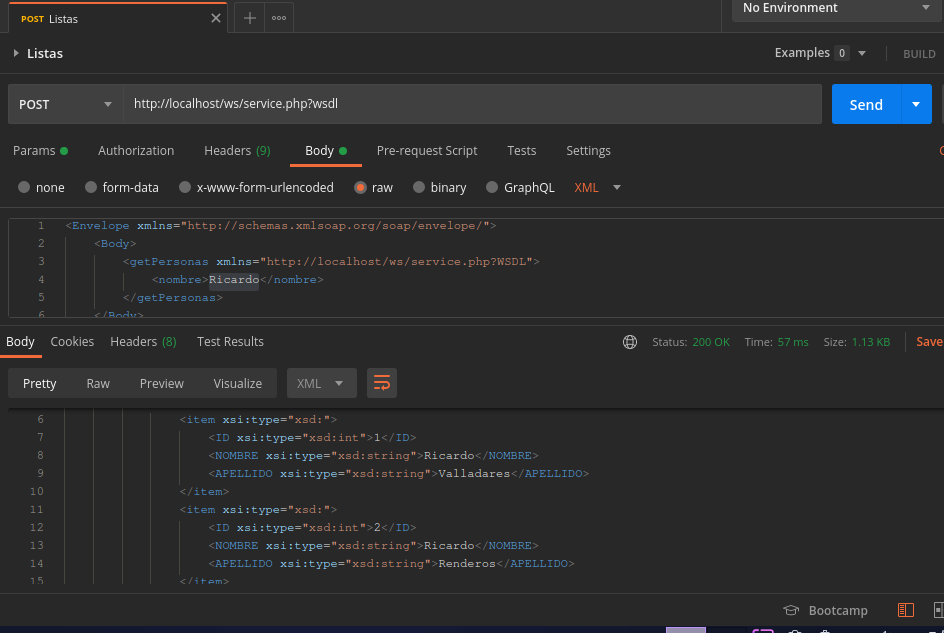 POST Listas
No Environment
Listas
Examples 0 BUILD
POST http://localhost/ws/service.php?wsdl Send
Params Authorization Headers (9) Body Pre-request Script Tests Settings
none form-data x-www-form-urlencoded raw binary GraphQL XML
1 <Envelope xmlns="http://schemas.xmlsoap.org/soap/envelope/">
2 <Body>
3 <getPersonas xmlns="http://localhost/ws/service.php?WSDL">
4 <nombre>Ricardo</nombre>
5 </getPersonas>
6 </Body>
Body Cookies Headers (8) Test Results Status: 200 OK Time: 57 ms Size: 1.13 KB Save
Pretty Raw Preview Visualize XML
6 <item xsi:type="xsd:">
7 <ID xsi:type="xsd:int">1</ID>
8 <NOMBRE xsi:type="xsd:string">Ricardo</NOMBRE>
9 <APELLIDO xsi:type="xsd:string">Valladares</APELLIDO>
10 </item>
11 <item xsi:type="xsd:">
12 <ID xsi:type="xsd:int">2</ID>
13 <NOMBRE xsi:type="xsd:string">Ricardo</NOMBRE>
14 <APELLIDO xsi:type="xsd:string">Renderos</APELLIDO>
15 </item>
Bootcamp